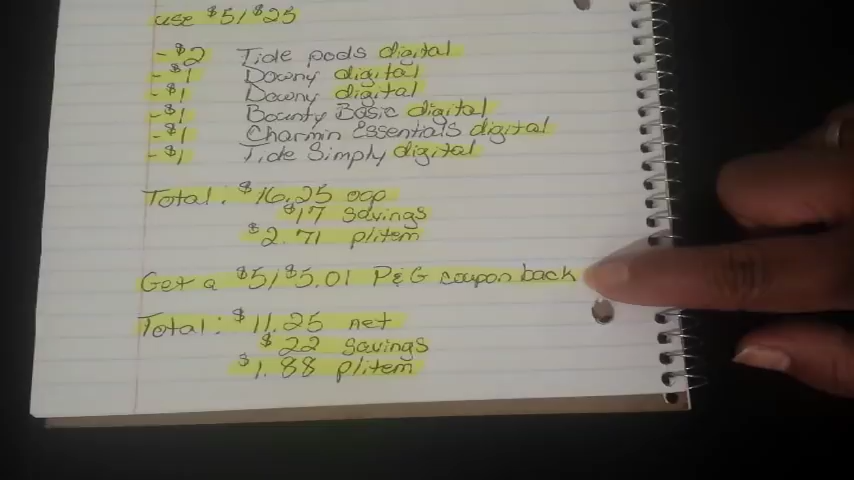 use $5/$25
-$2 Tide pods digital
-$1 Downy digital
-$1 Downy digital
-$1 Bounty Basic digital
-$1 Charmin Essentials digital
-$1 Tide Simply digital
Total: $16.25 oop
$17 savings
$2.71 p/item
Get a $5/$5.01 P&G coupon back
Total: $11.25 net
$22 savings
$1.88 p/item